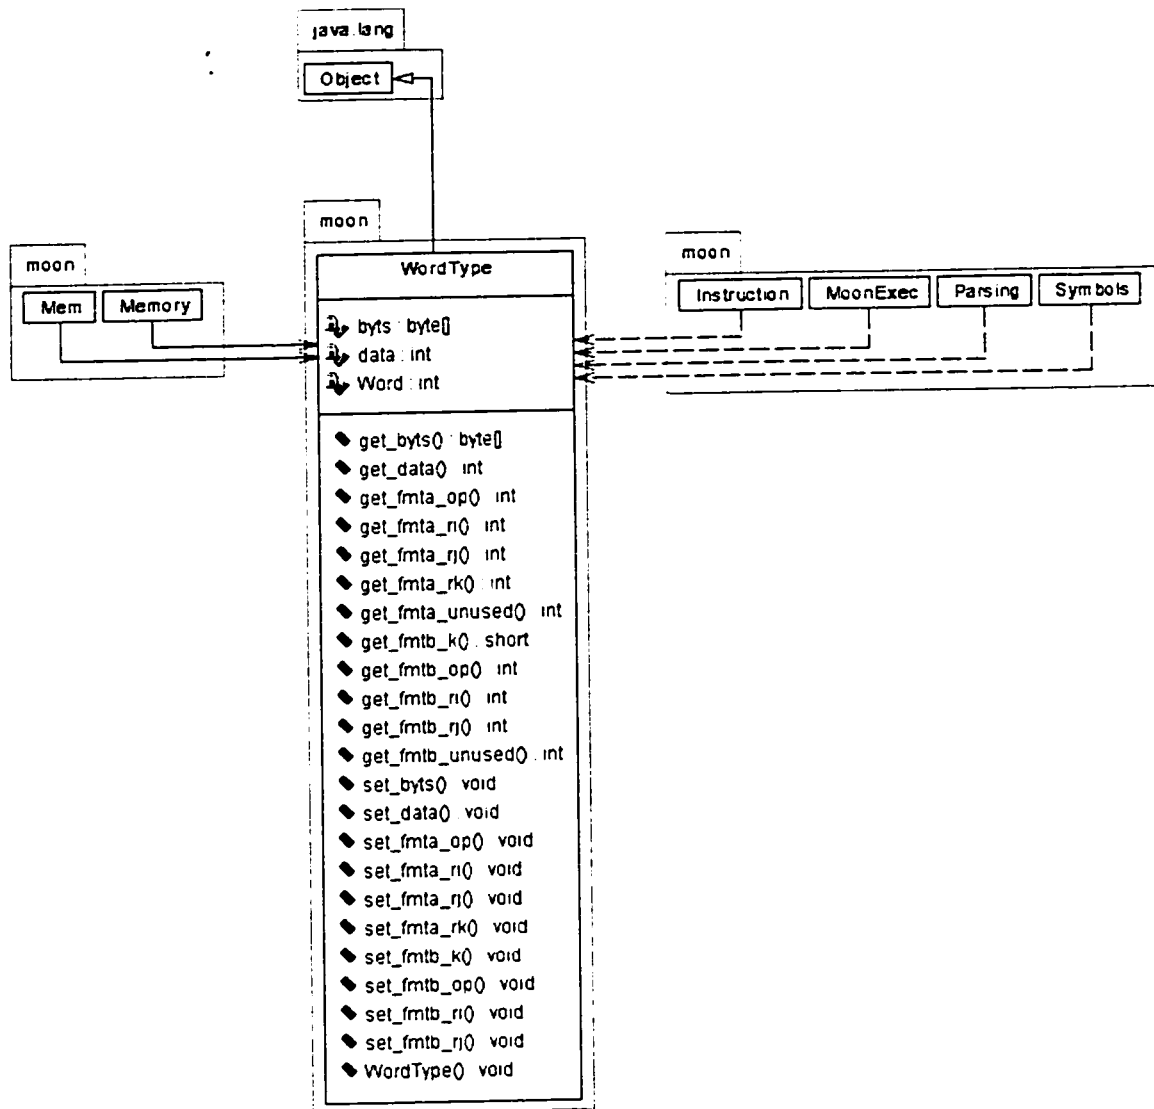 java.lang
Object
moon
WordType
byts : byte[]
data : int
Word : int
get_byts() : byte[]
get_data() int
get_fmta_op() int
get_fmta_ri() int
get_fmta_rj() int
get_fmta_rk() : int
get_fmta_unused() int
get_fmtb_k() . short
get_fmtb_op() int
get_fmtb_ri() int
get_fmtb_rj() int
get_fmtb_unused() . int
set_byts() void
set_data() . void
set_fmta_op() void
set_fmta_ri() void
set_fmta_rj() void
set_fmta_rk() void
set_fmtb_k() void
set_fmtb_op() void
set_fmtb_ri() void
set_fmtb_rj() void
WordType() void
moon
Mem Memory
moon
Instruction MoonExec Parsing Symbols